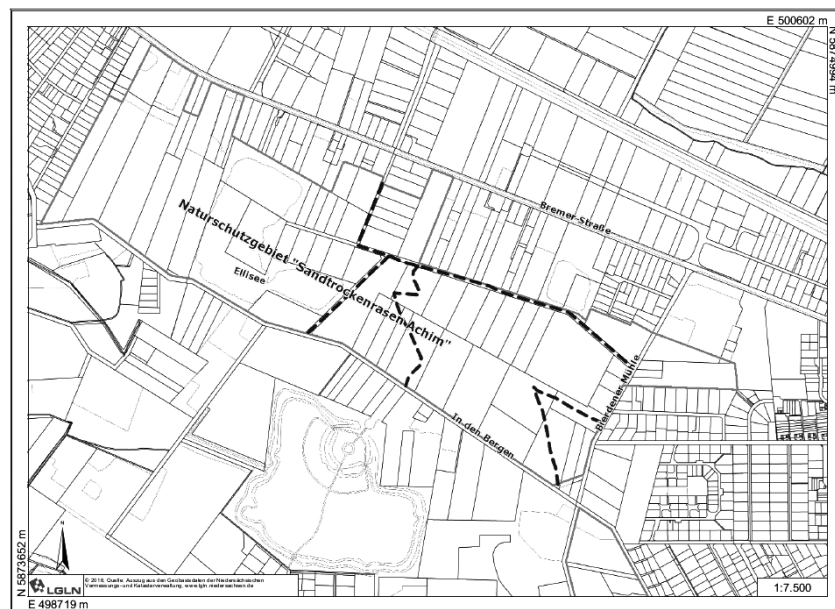 E 500602 m
N 5874994 m
Bremer-Straße
Naturschutzgebiet "Sandtrockenrasen Achim"
Ellisee
Bierdener-Mühle
In den Bergen
N 5873652 m
N
LGLN
© 2018, Quelle: Auszug aus den Geobasisdaten der Niedersächsischen
Vermessungs- und Katasterverwaltung, www.lgln.niedersachsen.de
1:7.500
E 498719 m